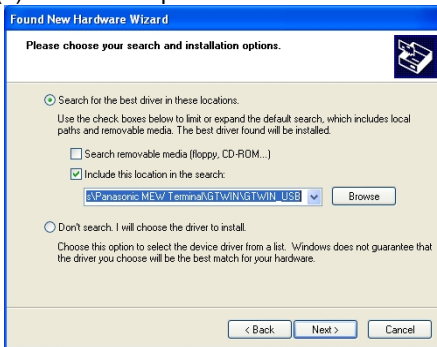 Found New Hardware Wizard
Please choose your search and installation options.
Search for the best driver in these locations.
Use the check boxes below to limit or expand the default search, which includes local
paths and removable media. The best driver found will be installed.
Search removable media (floppy, CD-ROM...)
Include this location in the search:
s\Panasonic MEW Terminal\GTWIN\GTWIN_USB
Browse
Don't search. I will choose the driver to install.
Choose this option to select the device driver from a list. Windows does not guarantee that
the driver you choose will be the best match for your hardware.
< Back
Next >
Cancel